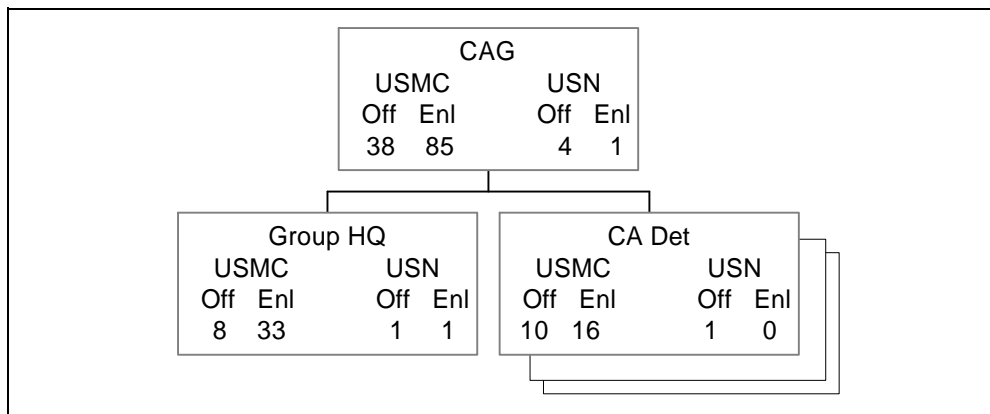 CAG
USMC USN
Off Enl Off Enl
38 85 4 1
Group HQ
USMC USN
Off Enl Off Enl
8 33 1 1
CA Det
USMC USN
Off Enl Off Enl
10 16 1 0